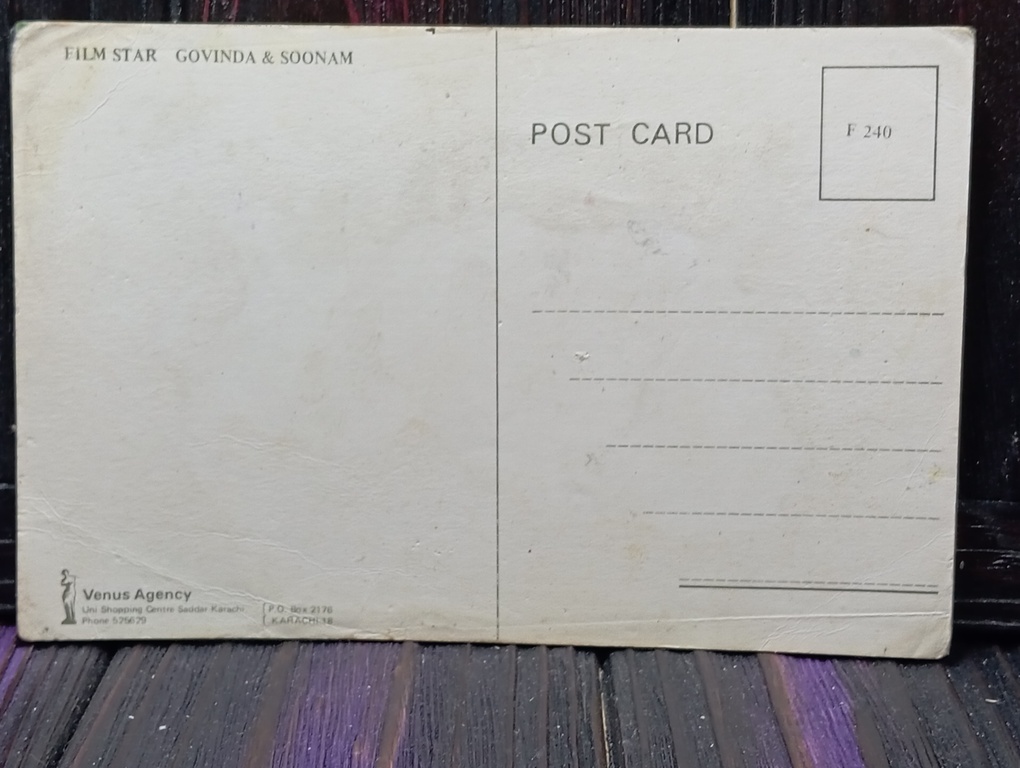 FILM STAR GOVINDA & SOONAM
POST CARD
F 240
Venus Agency
Uni Shopping Centre Saddar Karachi
Phone
P.O. Box 2176
KARACHI 18